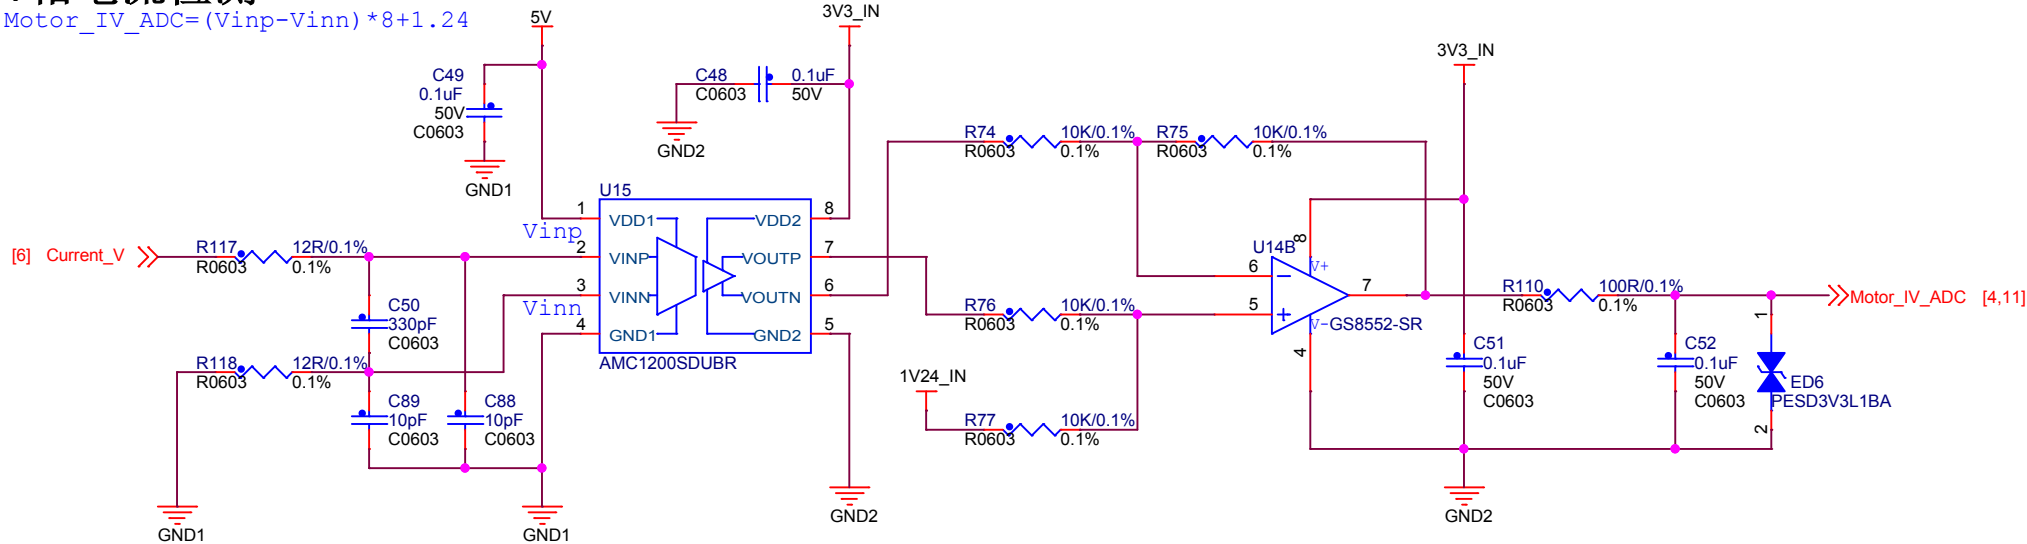 Motor_IV_ADC=(Vinp-Vinn)*8+1.24
5V
3V3_IN
3V3_IN
C49
0.1uF
50V
C0603
GND1
C48
C0603
0.1uF
50V
GND2
R74
R0603
10K/0.1%
0.1%
R75
R0603
10K/0.1%
0.1%
U15
1
2
3
4
VDD1
VINP
VINN
GND1
VDD2
VOUTP
VOUTN
GND2
8
7
6
5
AMC1200SDUBR
Vinp
Vinn
[6] Current_V
R117
R0603
12R/0.1%
0.1%
C50
330pF
C0603
R118
R0603
12R/0.1%
0.1%
C89
10pF
C0603
C88
10pF
C0603
GND1
GND1
GND2
R76
R0603
10K/0.1%
0.1%
1V24_IN
R77
R0603
10K/0.1%
0.1%
U14B
8
V+
6
5
7
V-
GS8552-SR
4
R110
R0603
100R/0.1%
0.1%
Motor_IV_ADC [4,11]
C51
0.1uF
50V
C0603
C52
0.1uF
50V
C0603
1
ED6
PESD3V3L1BA
2
GND2